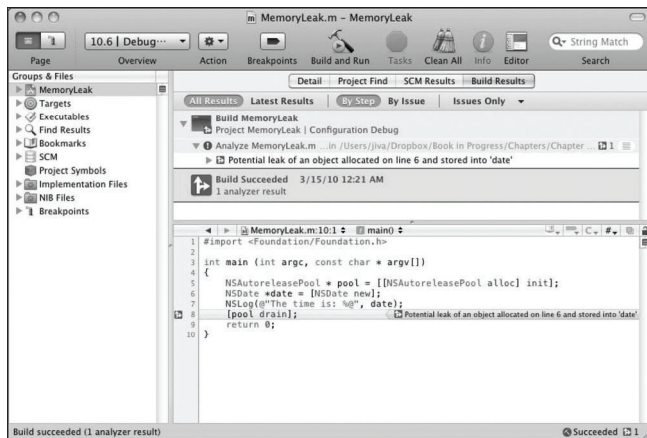 MemoryLeak.m – MemoryLeak
10.6 | Debug···
String Match
Page
Overview
Action
Breakpoints
Build and Run
Tasks
Clean All
Info
Editor
Search
Groups & Files
MemoryLeak
Targets
Executables
Find Results
Bookmarks
SCM
Project Symbols
Implementation Files
NIB Files
Breakpoints
Detail
Project Find
SCM Results
Build Results
All Results
Latest Results
By Step
By Issue
Issues Only
Build MemoryLeak
Project MemoryLeak | Configuration Debug
Analyze MemoryLeak.m ...in /Users/jiva/Dropbox/Book in Progress/Chapters/Chapter ... 1
Potential leak of an object allocated on line 6 and stored into 'date'
Build Succeeded 3/15/10 12:21 AM
1 analyzer result
MemoryLeak.m:10:1 main() C, #,
1 #import <Foundation/Foundation.h>
2
3 int main (int argc, const char * argv[])
4 {
5 NSAutoreleasePool * pool = [[NSAutoreleasePool alloc] init];
6 NSDate *date = [NSDate new];
7 NSLog(@"The time is: %@", date);
8 [pool drain]; Potential leak of an object allocated on line 6 and stored into 'date'
9 return 0;
10 }
Build succeeded (1 analyzer result)
Succeeded 1